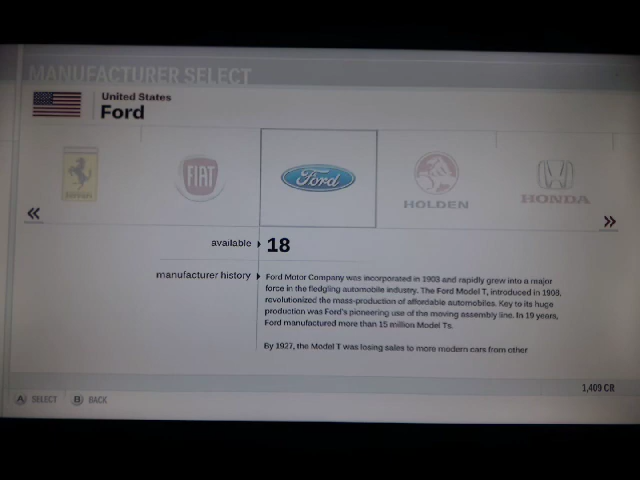 MANUFACTURER SELECT
United States
Ford
Ferrari
FIAT
Ford
HOLDEN
HONDA
«
»
available 18
manufacturer history
Ford Motor Company was incorporated in 1903 and rapidly grew into a major
force in the fledgling automobile industry. The Ford Model T, introduced in 1908,
revolutionized the mass-production of affordable automobiles. Key to its huge
production was Ford's pioneering use of the moving assembly line. In 19 years,
Ford manufactured more than 15 million Model Ts.
By 1927, the Model T was losing sales to more modern cars from other
1,409 CR
A SELECT B BACK